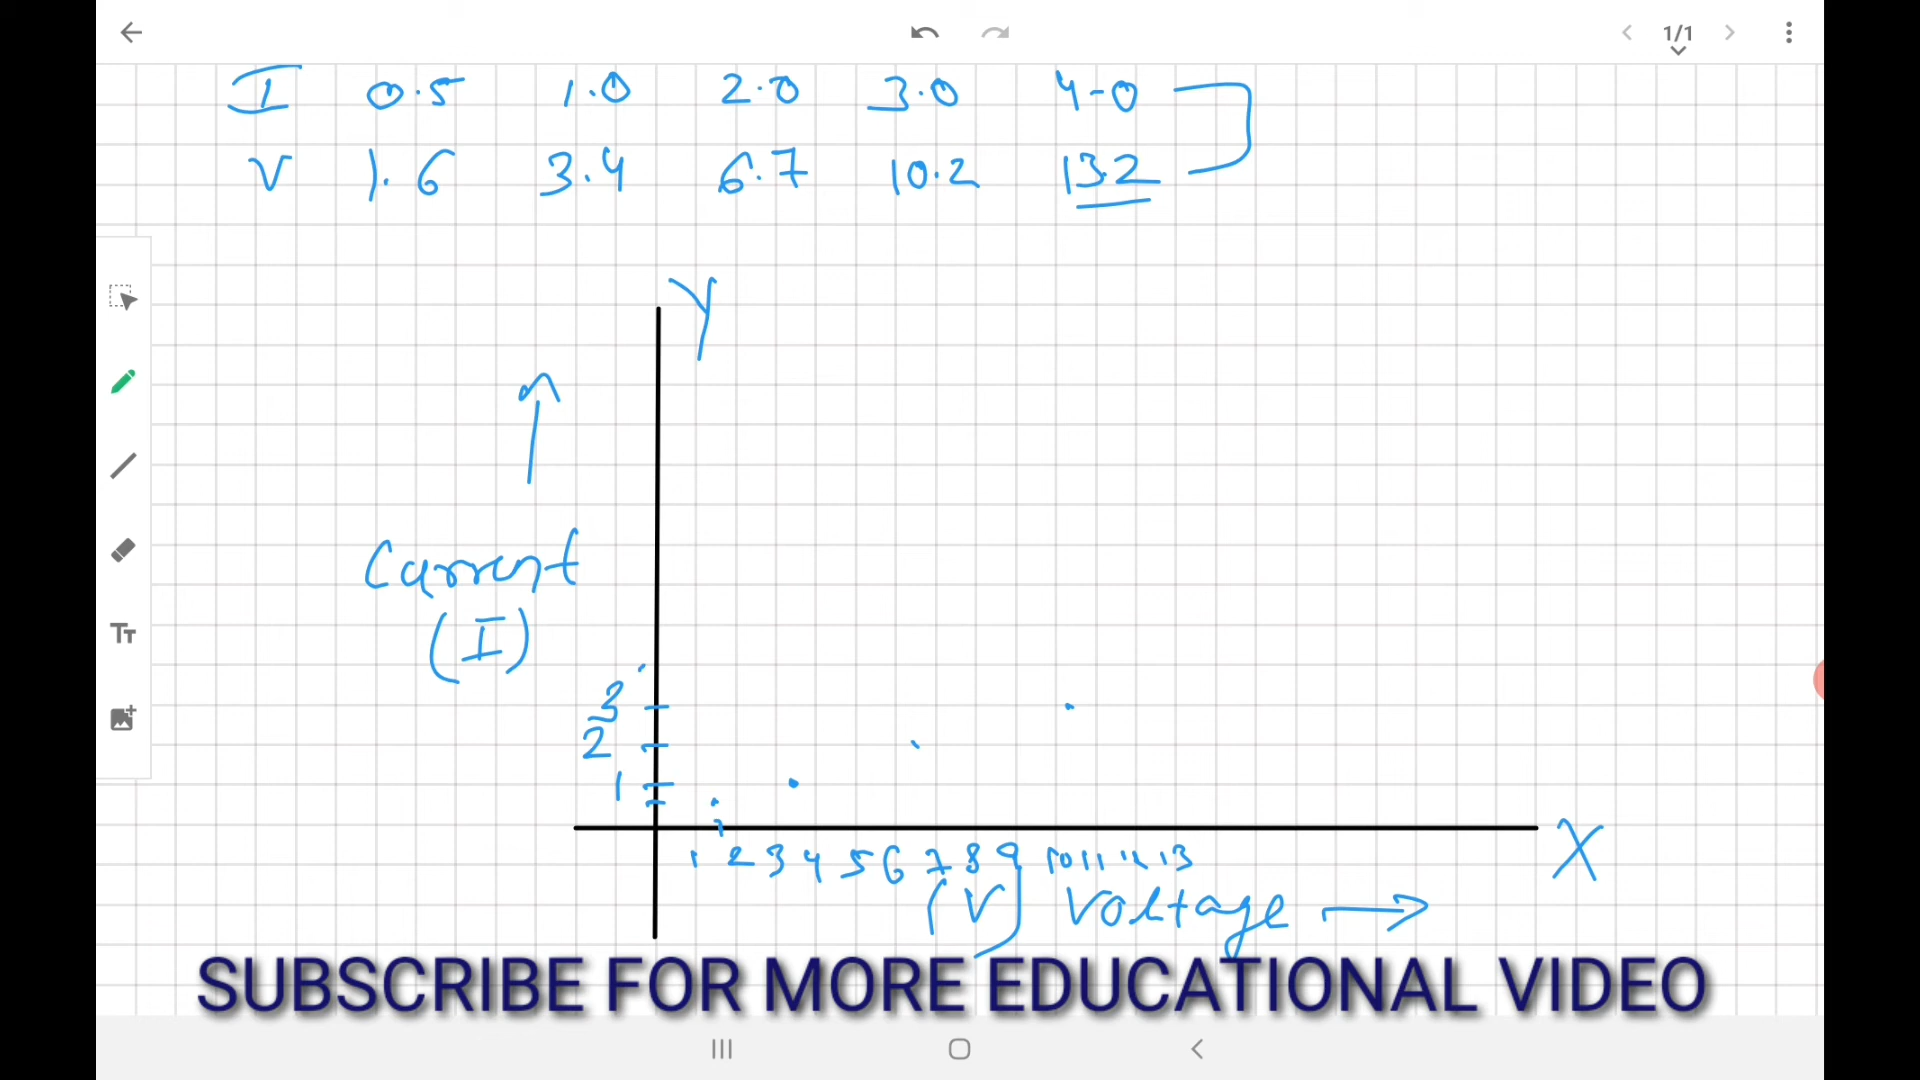 1/1
I 0.5 1.0 2.0 3.0 4-0
V 1.6 3.4 6.7 10.2 13.2
Y
Current
(I)
3
2
1
X
1 2 3 4 5 6 7 8 9 10 11 12 13
(V) Voltage →
SUBSCRIBE FOR MORE EDUCATIONAL VIDEO
Tт